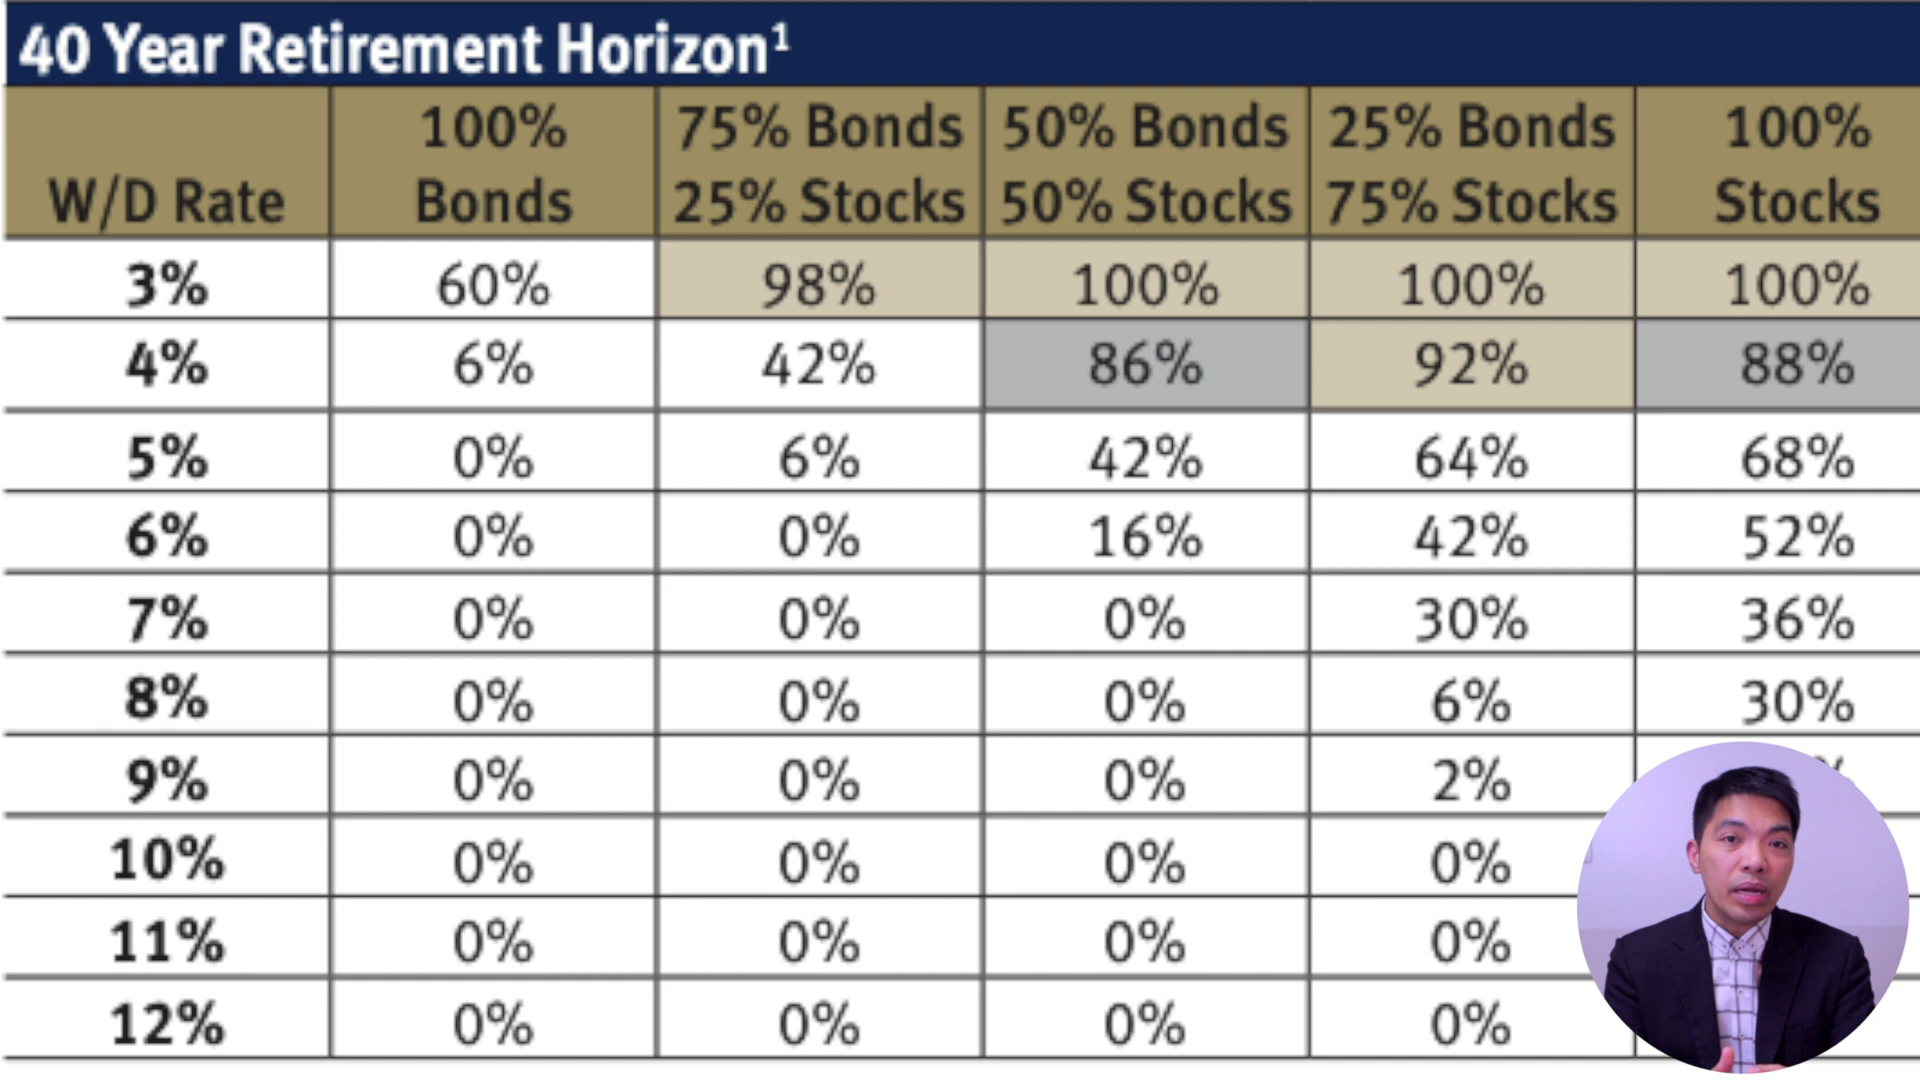 40 Year Retirement Horizon¹
W/D Rate 100% Bonds 75% Bonds 25% Stocks 50% Bonds 50% Stocks 25% Bonds 75% Stocks 100% Stocks
3% 60% 98% 100% 100% 100%
4% 6% 42% 86% 92% 88%
5% 0% 6% 42% 64% 68%
6% 0% 0% 16% 42% 52%
7% 0% 0% 0% 30% 36%
8% 0% 0% 0% 6% 30%
9% 0% 0% 0% 2%
10% 0% 0% 0% 0%
11% 0% 0% 0% 0%
12% 0% 0% 0% 0%